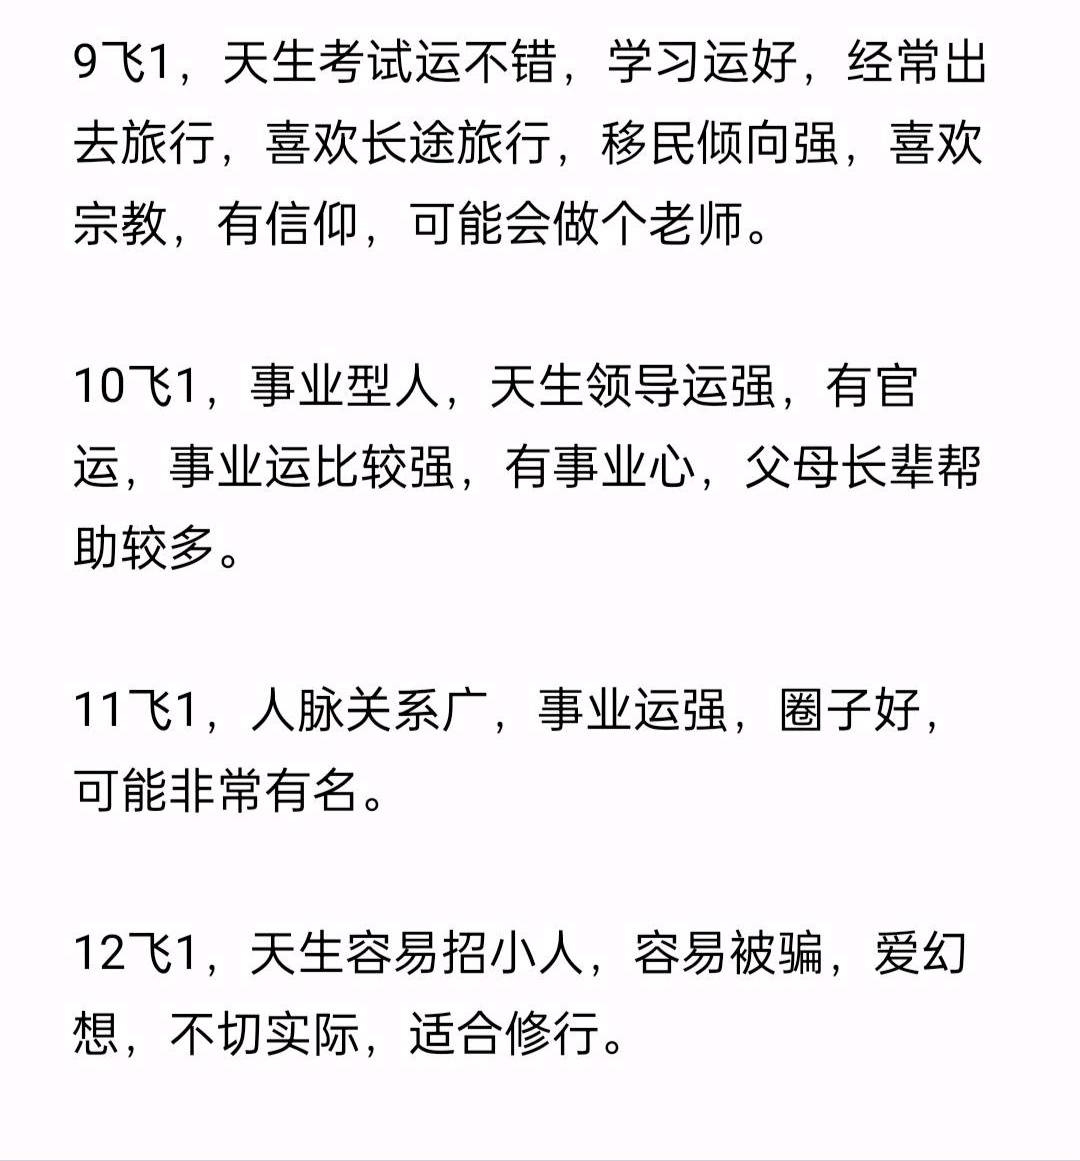 9飞1，天生考试运不错，学习运好，经常出
去旅行，喜欢长途旅行，移民倾向强，喜欢
宗教，有信仰，可能会做个老师。
10飞1，事业型人，天生领导运强，有官
运，事业运比较强，有事业心，父母长辈帮
助较多。
11飞1，人脉关系广，事业运强，圈子好，
可能非常有名。
12飞1，天生容易招小人，容易被骗，爱幻
想，不切实际，适合修行。